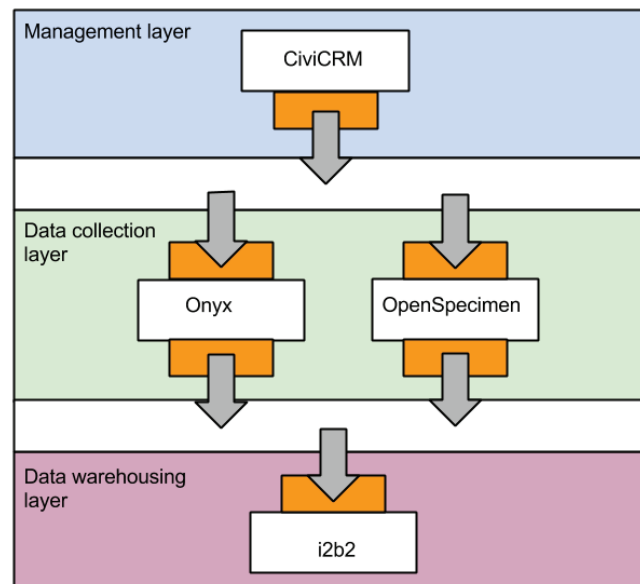 Management layer
CiviCRM
Data collection
layer
Onyx
OpenSpecimen
Data warehousing
layer
i2b2